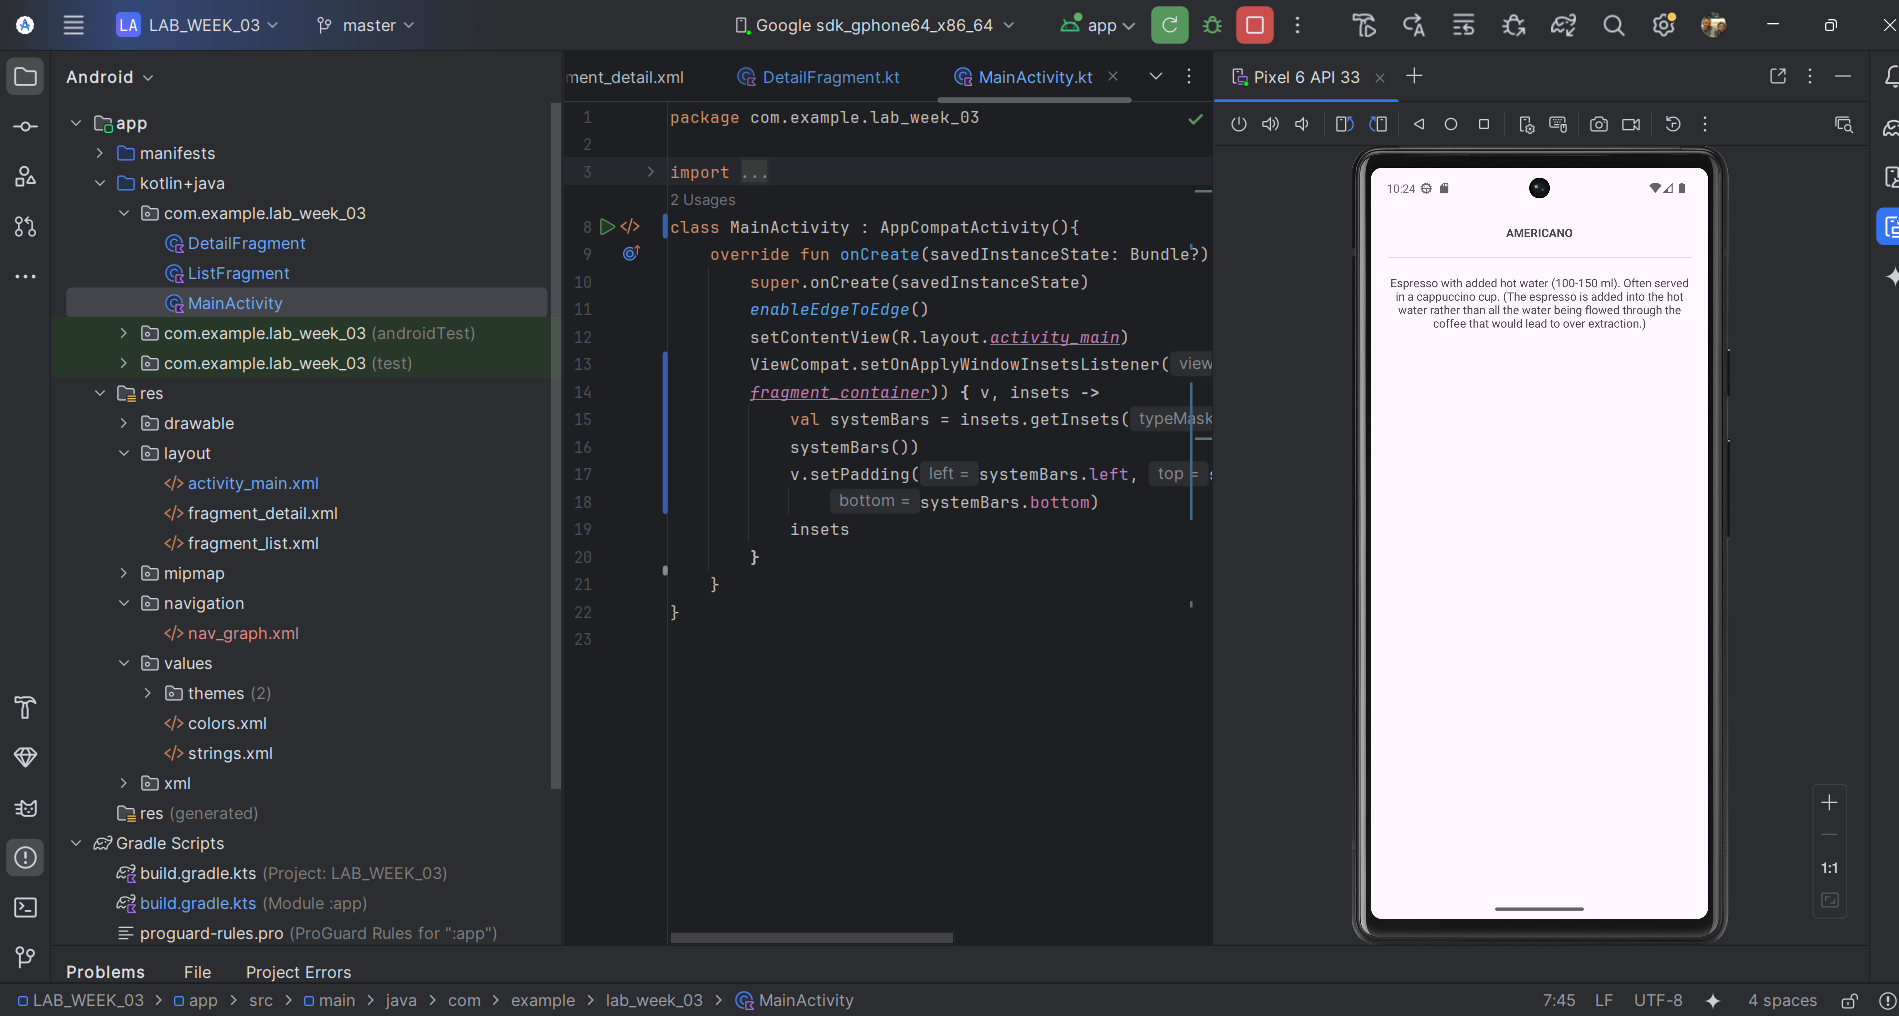 LA LAB_WEEK_03
master
Google sdk_gphone64_x86_64
app
Android
app
manifests
kotlin+java
com.example.lab_week_03
DetailFragment
ListFragment
MainActivity
com.example.lab_week_03 (androidTest)
com.example.lab_week_03 (test)
res
drawable
layout
activity_main.xml
fragment_detail.xml
fragment_list.xml
mipmap
navigation
nav_graph.xml
values
themes (2)
colors.xml
strings.xml
xml
res (generated)
Gradle Scripts
build.gradle.kts (Project: LAB_WEEK_03)
build.gradle.kts (Module :app)
proguard-rules.pro (ProGuard Rules for ":app")
ment_detail.xml
DetailFragment.kt
MainActivity.kt
1 package com.example.lab_week_03
2
3 import ...
2 Usages
8 class MainActivity : AppCompatActivity(){
9 override fun onCreate(savedInstanceState: Bundle?)
10 super.onCreate(savedInstanceState)
11 enableEdgeToEdge()
12 setContentView(R.layout.activity_main)
13 ViewCompat.setOnApplyWindowInsetsListener( view
14 fragment_container)) { v, insets ->
15 val systemBars = insets.getInsets( typeMask
16 systemBars())
17 v.setPadding( left = systemBars.left, top = s
18 bottom = systemBars.bottom)
19 insets
20 }
21 }
22 }
23
Pixel 6 API 33
10:24
AMERICANO
Espresso with added hot water (100-150 ml). Often served
in a cappuccino cup. (The espresso is added into the hot
water rather than all the water being flowed through the
coffee that would lead to over extraction.)
1:1
Problems
File
Project Errors
LAB_WEEK_03 > app > src > main > java > com > example > lab_week_03 > MainActivity
7:45
LF
UTF-8
4 spaces